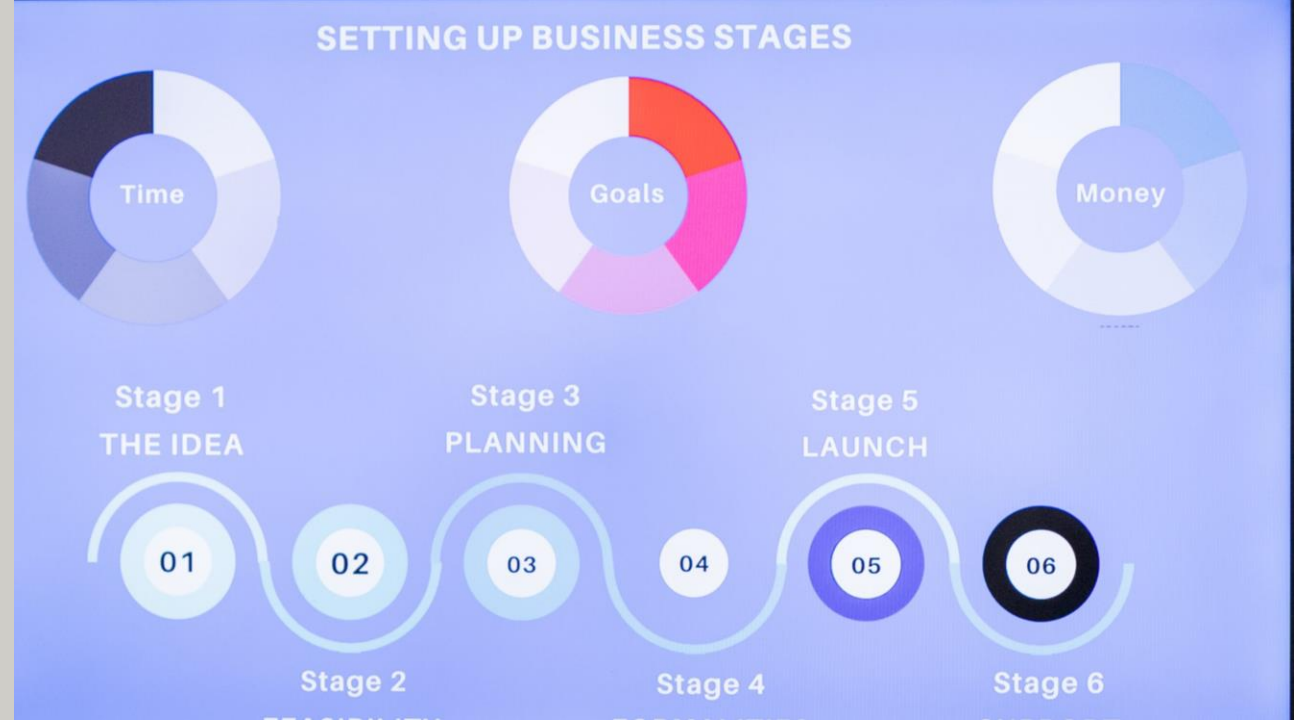 SETTING UP BUSINESS STAGES
Time
Goals
Money
Stage 1
THE IDEA
Stage 3
PLANNING
Stage 5
LAUNCH
01
02
03
04
05
06
Stage 2
Stage 4
Stage 6
FEASIBILITY